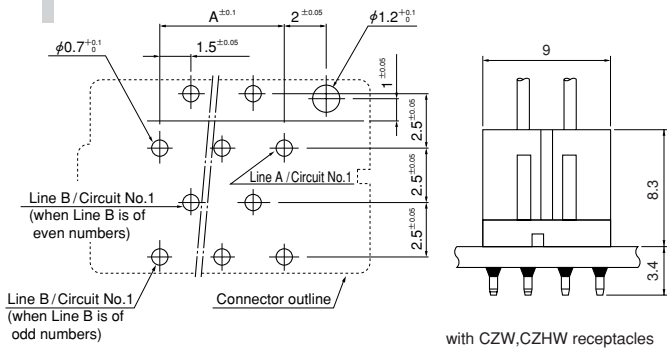 A±0.1
2±0.05
φ1.2+0.1 0
φ0.7+0.1 0
1.5±0.05
1±0.05
2.5±0.05
2.5±0.05
2.5±0.05
Line A / Circuit No.1
Line B / Circuit No.1
(when Line B is of
even numbers)
Line B / Circuit No.1
(when Line B is of
odd numbers)
Connector outline
9
8.3
3.4
with CZW,CZHW receptacles